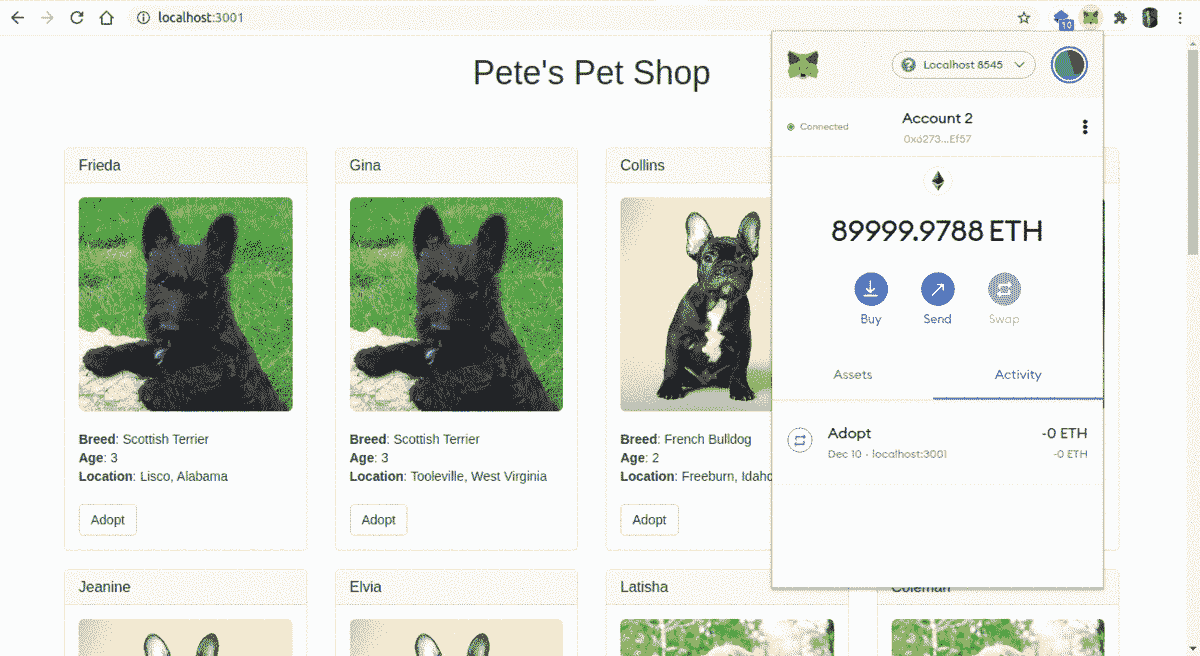 localhost:3001
10
Pete's Pet Shop
Localhost 8545
Connected
Account 2
0x6273...Ef57
89999.9788 ETH
Buy
Send
Swap
Assets
Activity
Adopt
-0 ETH
Dec 10 - localhost:3001
-0 ETH
Frieda
Breed: Scottish Terrier
Age: 3
Location: Lisco, Alabama
Adopt
Gina
Breed: Scottish Terrier
Age: 3
Location: Tooleville, West Virginia
Adopt
Collins
Breed: French Bulldog
Age: 2
Location: Freeburn, Idaho
Adopt
Jeanine
Elvia
Latisha
Coleman